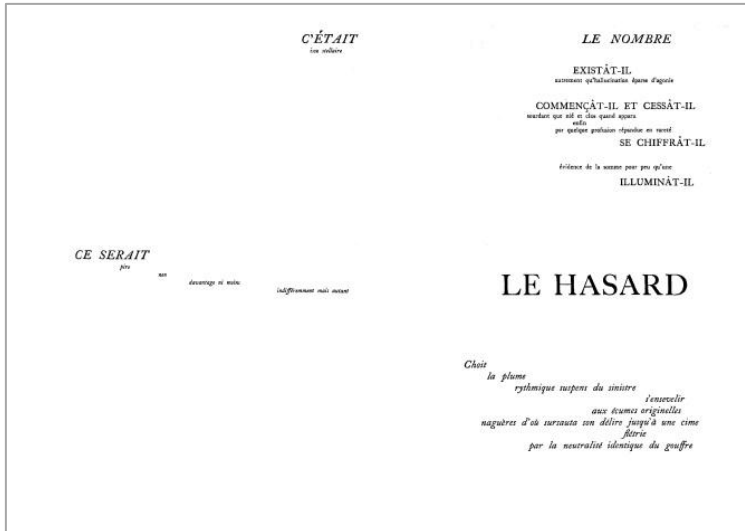 C'ÉTAIT
issu stellaire
LE NOMBRE
EXISTÂT-IL
autrement qu'hallucination éparse d'agonie
COMMENÇÂT-IL ET CESSÂT-IL
sourdant que nié et clos quand apparu
enfin
par quelque profusion répandue en rareté
SE CHIFFRÂT-IL
évidence de la somme pour peu qu'une
ILLUMINÂT-IL
CE SERAIT
pire
non
davantage ni moins
indifféremment mais autant
LE HASARD
Choit
la plume
rythmique suspens du sinistre
s'ensevelir
aux écumes originelles
naguères d'où sursauta son délire jusqu'à une cime
flétrie
par la neutralité identique du gouffre